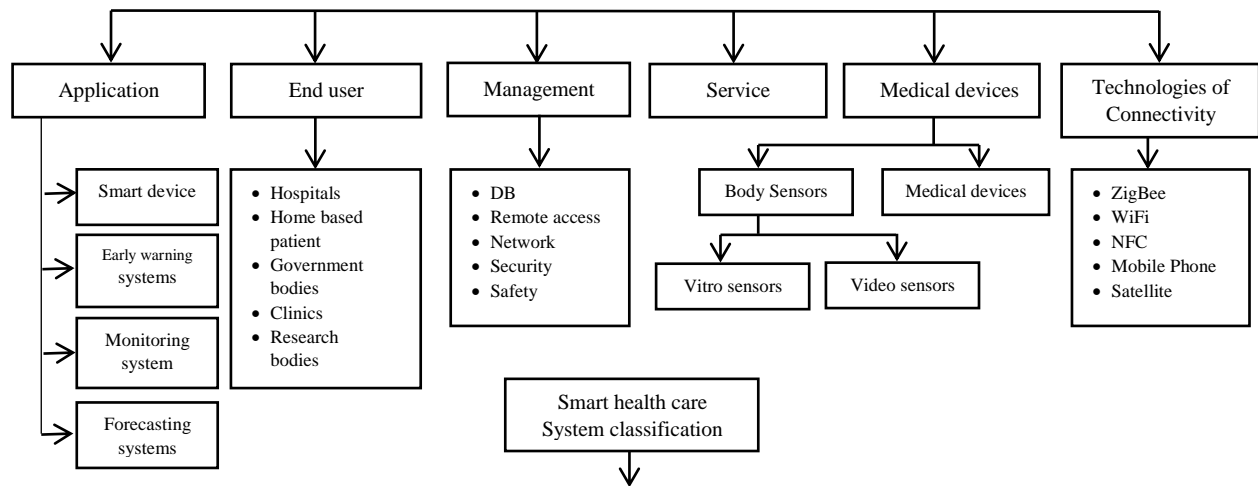 Application
End user
Management
Service
Medical devices
Technologies of
Connectivity
Smart device
Early warning
systems
Monitoring
system
Forecasting
systems
• Hospitals
• Home based
patient
• Government
bodies
• Clinics
• Research
bodies
• DB
• Remote access
• Network
• Security
• Safety
Body Sensors
Medical devices
Vitro sensors
Video sensors
• ZigBee
• WiFi
• NFC
• Mobile Phone
• Satellite
Smart health care
System classification